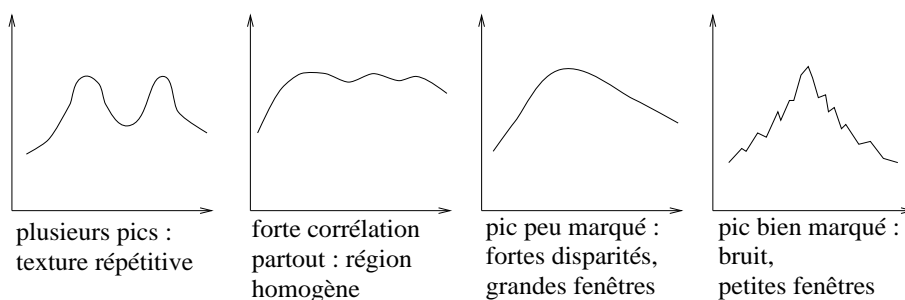 plusieurs pics :
texture répétitive
forte corrélation
partout : région
homogène
pic peu marqué :
fortes disparités,
grandes fenêtres
pic bien marqué :
bruit,
petites fenêtres